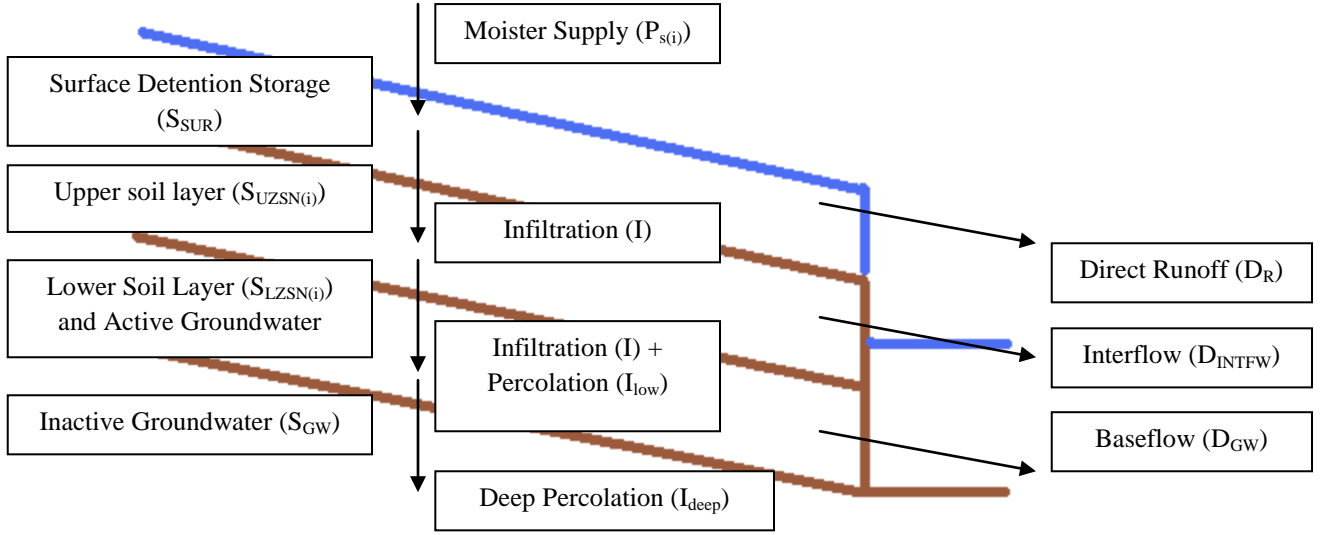 Moister Supply (Ps(i))
Surface Detention Storage
(SSUR)
Upper soil layer (SUZSN(i))
Infiltration (I)
Direct Runoff (DR)
Lower Soil Layer (SLZSN(i))
and Active Groundwater
Infiltration (I) +
Percolation (Ilow)
Interflow (DINTFW)
Inactive Groundwater (SGW)
Baseflow (DGW)
Deep Percolation (Ideep)